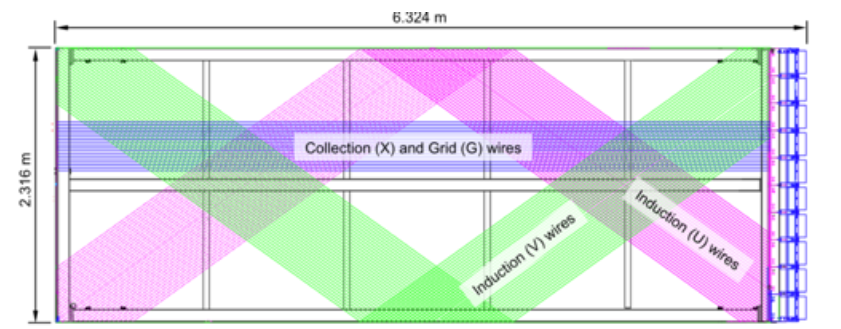 6.324 m
2.316 m
Collection (X) and Grid (G) wires
Induction (V) wires
Induction (U) wires